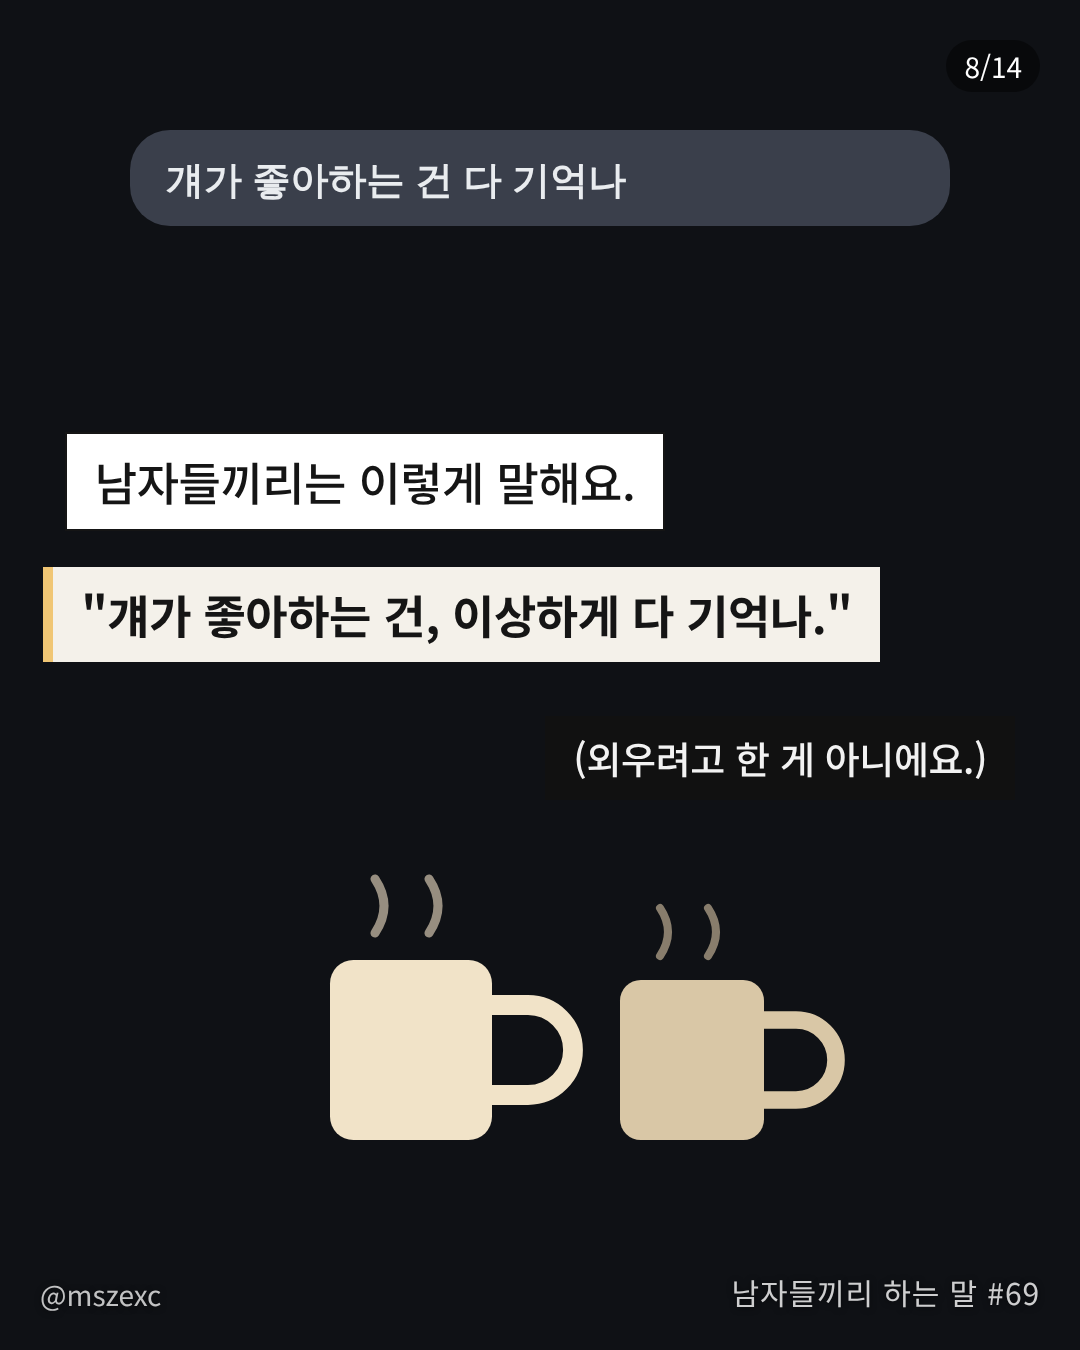 8/14
걔가 좋아하는 건 다 기억나
남자들끼리는 이렇게 말해요.
"걔가 좋아하는 건, 이상하게 다 기억나."
(외우려고 한 게 아니에요.)
@mszexc
남자들끼리 하는 말 #69